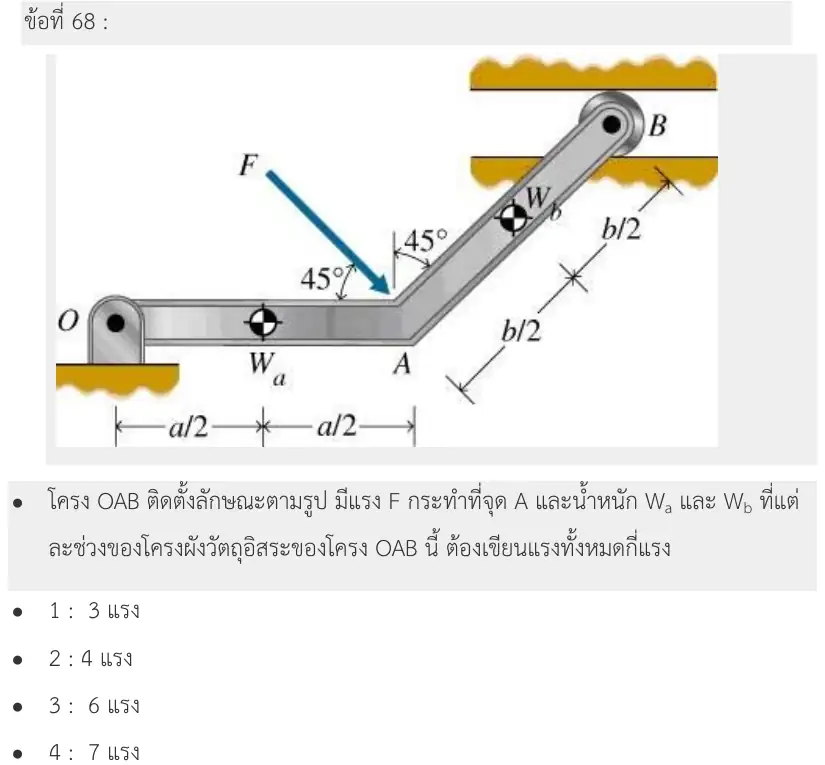 ข้อที่ 68 :
B
F
W
b
45°
b/2
45°
O
b/2
W
a
A
a/2
a/2
• โครง OAB ติดตั้งลักษณะตามรูป มีแรง F กระทำที่จุด A และน้ำหนัก Wₐ และ W_b ที่แต่
ละช่วงของโครงผังวัตถุอิสระของโครง OAB นี้ ต้องเขียนแรงทั้งหมดกี่แรง
• 1 : 3 แรง
• 2 : 4 แรง
• 3 : 6 แรง
• 4 : 7 แรง